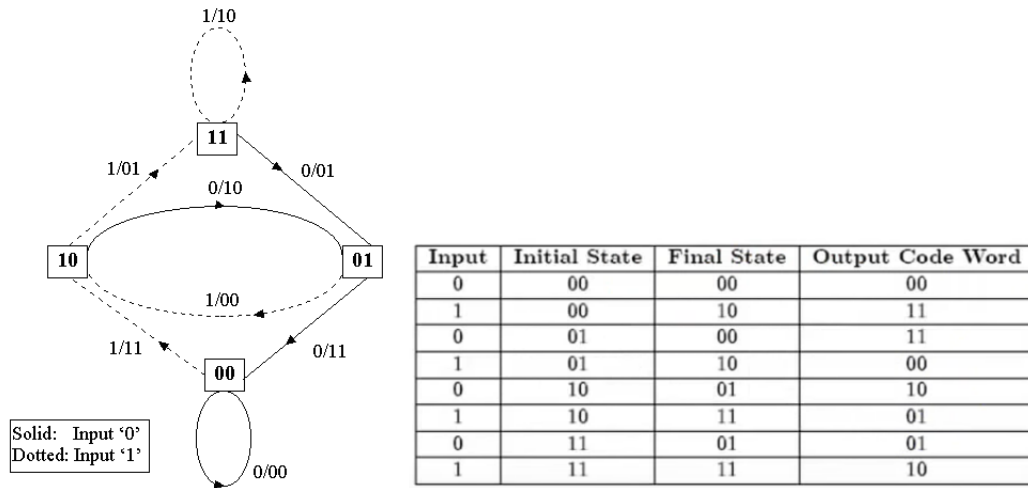 1/10
11
1/01
0/01
0/10
10
01
1/00
1/11
0/11
00
Solid: Input ‘0’
Dotted: Input ‘1’
0/00
Input Initial State Final State Output Code Word
0 00 00 00
1 00 10 11
0 01 00 11
1 01 10 00
0 10 01 10
1 10 11 01
0 11 01 01
1 11 11 10